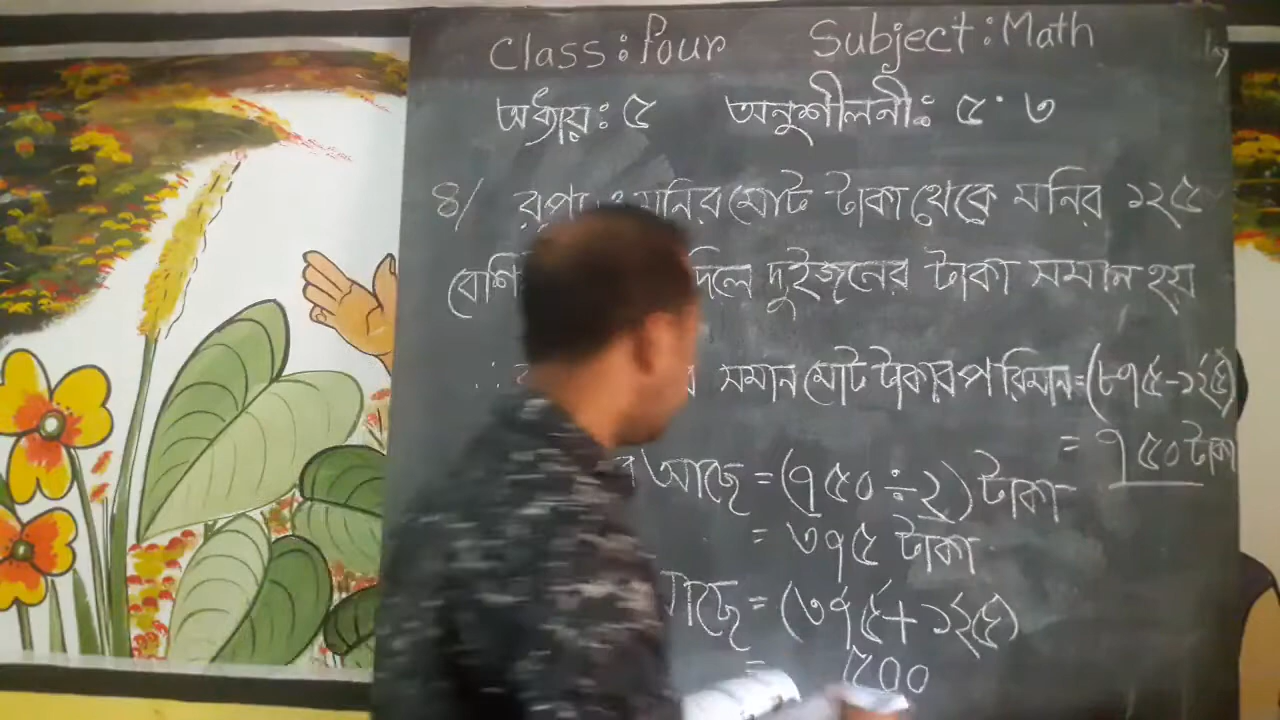 Class: Four Subject: Math
অধ্যায়ঃ ৫ অনুশীলনীঃ ৫.৩
৪/ মনির মোট টাকা থেকে মনির ১২৫
বেশি দিলে দুইজনের টাকা সমান হয়
∴ সমান মোট টাকার পরিমান=(৮৭৫-১২৫)
= ৭৫০ টাকা
আছে = (৭৫০ ÷ ২) টাকা
= ৩৭৫ টাকা
আছে = (৩৭৫ + ১২৫)
= ৫০০